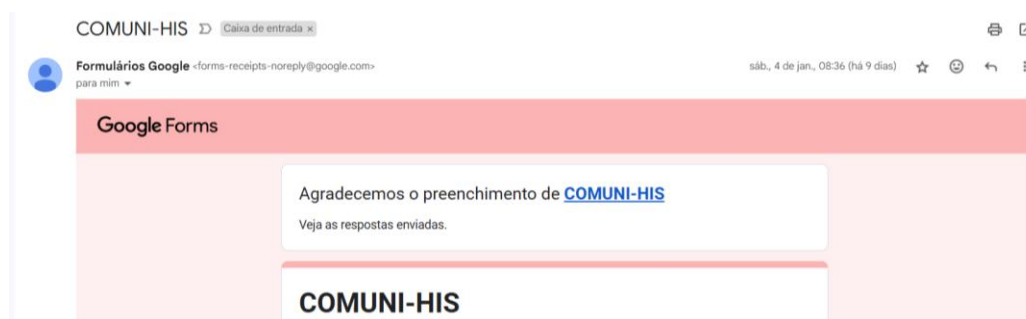 COMUNI-HIS Caixa de entrada ×
Formulários Google <forms-receipts-noreply@google.com> sáb., 4 de jan., 08:36 (há 9 dias)
para mim
Google Forms
Agradecemos o preenchimento de COMUNI-HIS
Veja as respostas enviadas.
COMUNI-HIS